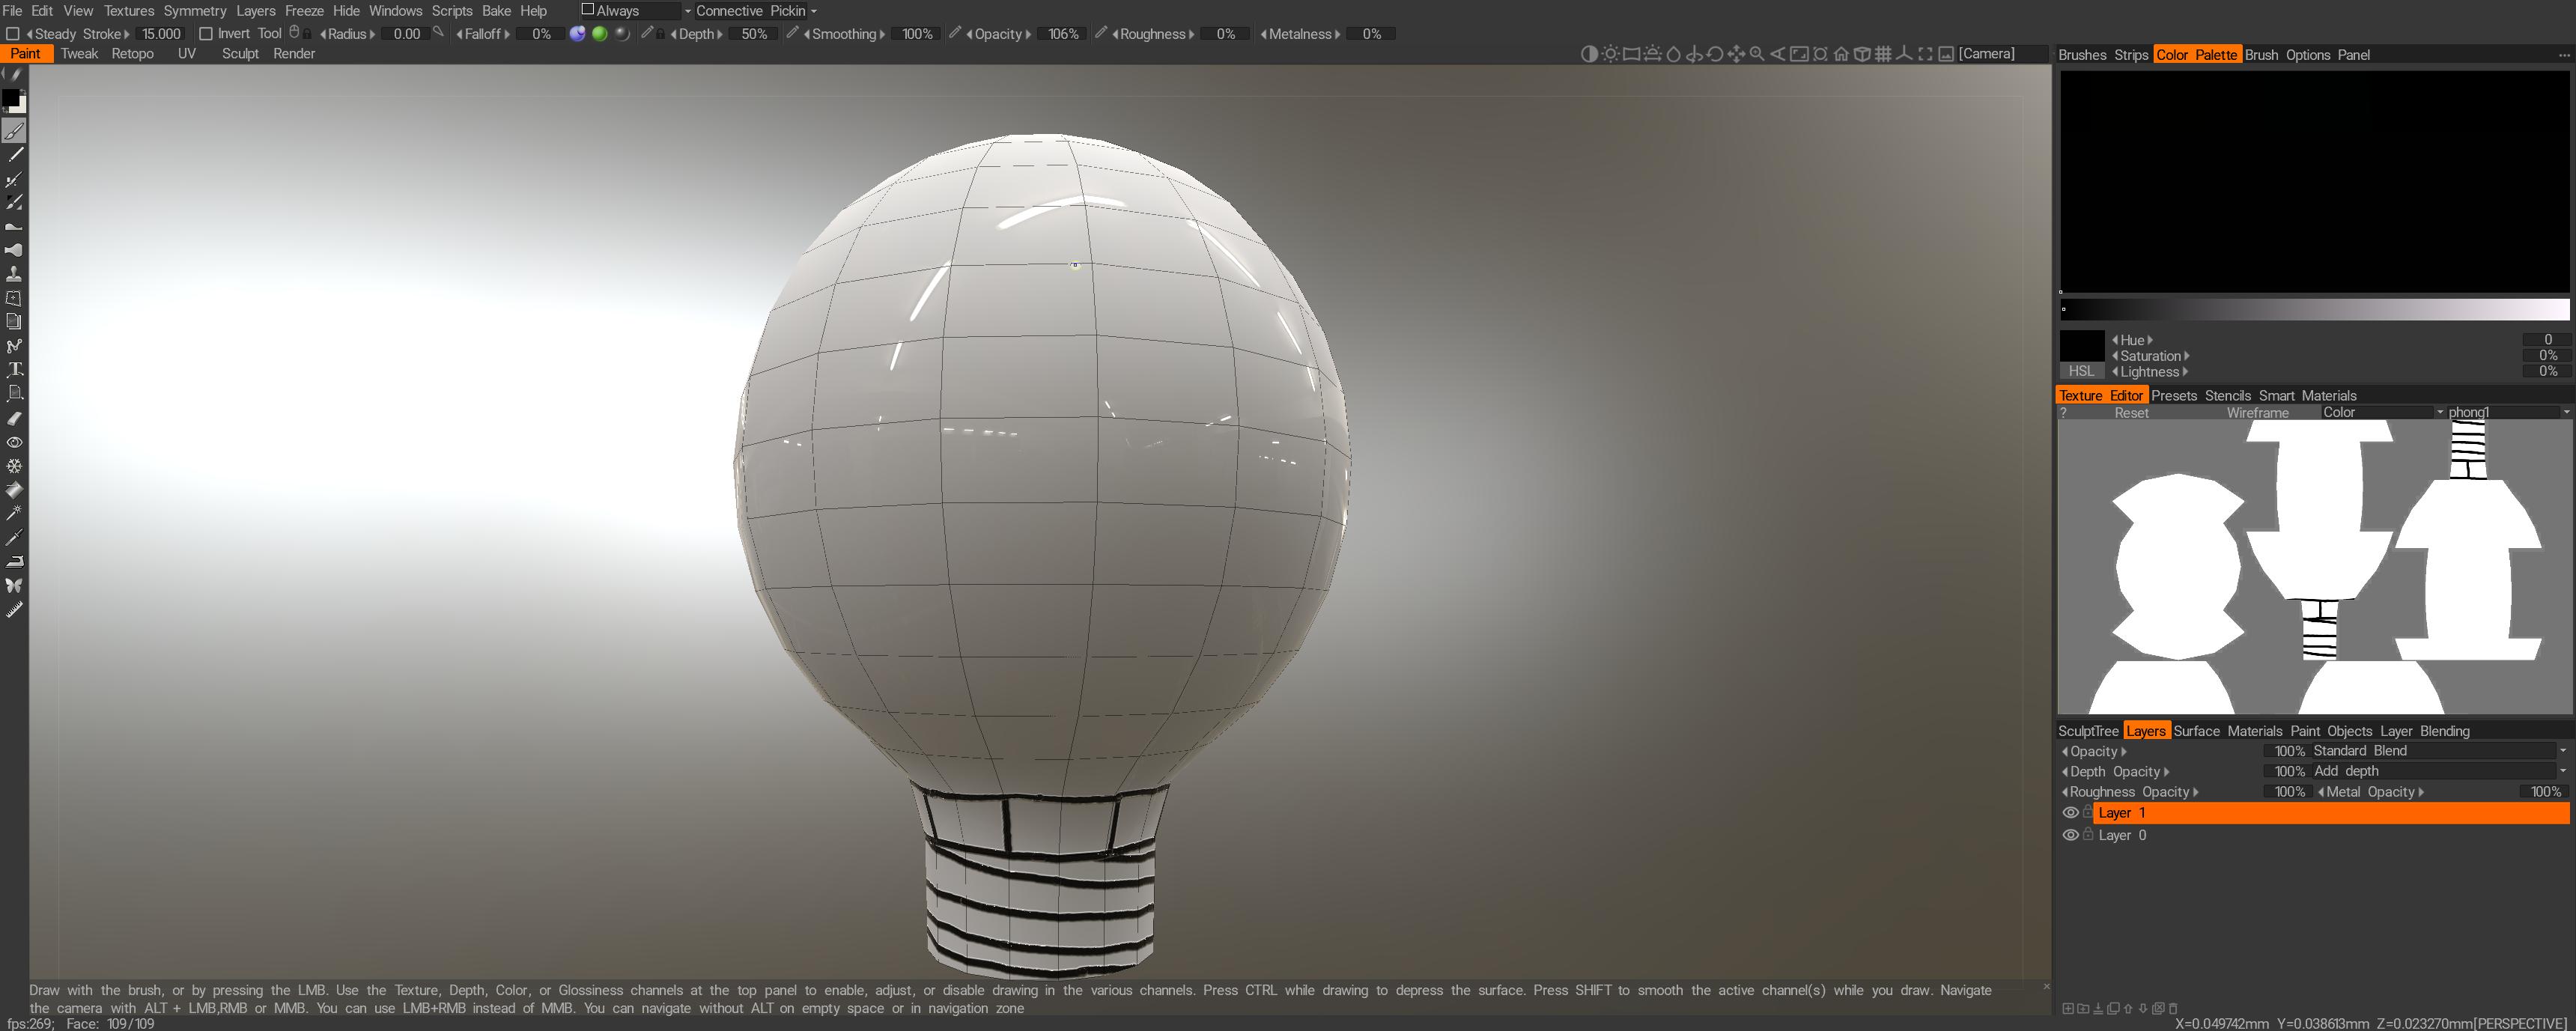 File Edit View Textures Symmetry Layers Freeze Hide Windows Scripts Bake Help Always Connective Pickin
Steady Stroke 15.000 Invert Tool Radius 0.00 Falloff 0% Depth 50% Smoothing 100% Opacity 106% Roughness 0% Metalness 0%
Paint Tweak Retopo UV Sculpt Render [Camera]
Brushes Strips Color Palette Brush Options Panel
Hue 0
Saturation 0%
HSL Lightness 0%
Texture Editor Presets Stencils Smart Materials
? Reset Wireframe Color phong1
SculptTree Layers Surface Materials Paint Objects Layer Blending
Opacity 100% Standard Blend
Depth Opacity 100% Add depth
Roughness Opacity 100% Metal Opacity 100%
Layer 1
Layer 0
Draw with the brush, or by pressing the LMB. Use the Texture, Depth, Color, or Glossiness channels at the top panel to enable, adjust, or disable drawing in the various channels. Press CTRL while drawing to depress the surface. Press SHIFT to smooth the active channel(s) while you draw. Navigate
the camera with ALT + LMB,RMB or MMB. You can use LMB+RMB instead of MMB. You can navigate without ALT on empty space or in navigation zone
fps:269; Face: 109/109 X=0.049742mm Y=0.038613mm Z=0.023270mm[PERSPECTIVE]